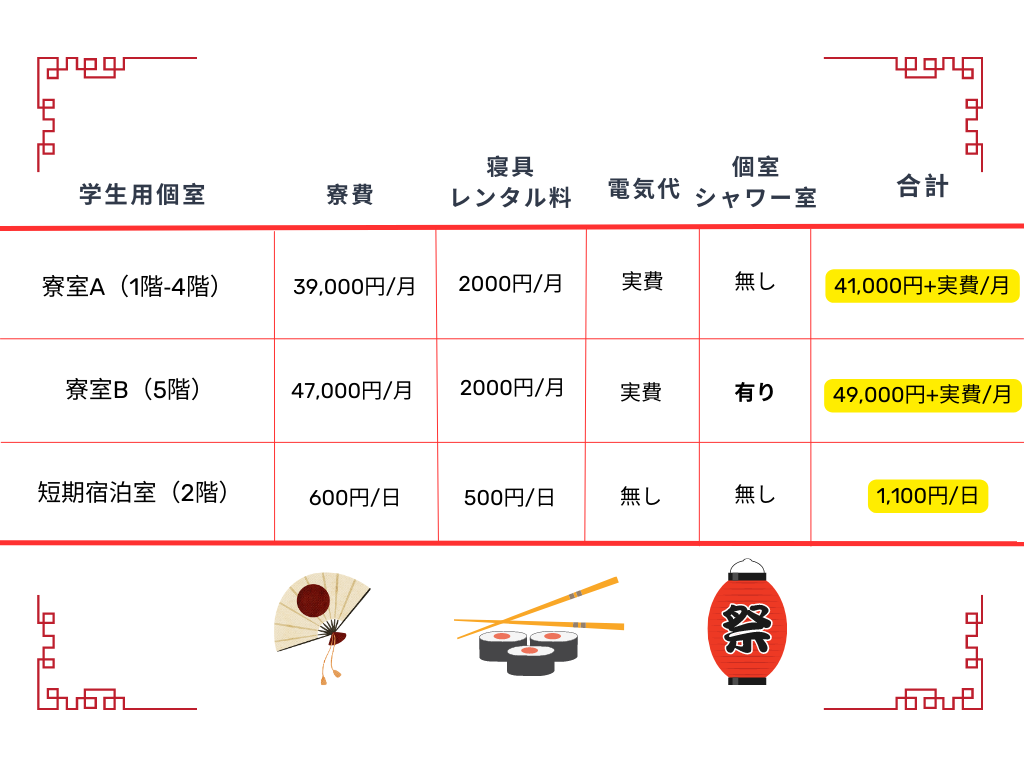 学生用個室 寮費 寝具 レンタル料 電気代 個室 シャワー室 合計
寮室A（1階-4階） 39,000円/月 2000円/月 実費 無し 41,000円+実費/月
寮室B（5階） 47,000円/月 2000円/月 実費 有り 49,000円+実費/月
短期宿泊室（2階） 600円/日 500円/日 無し 無し 1,100円/日
祭